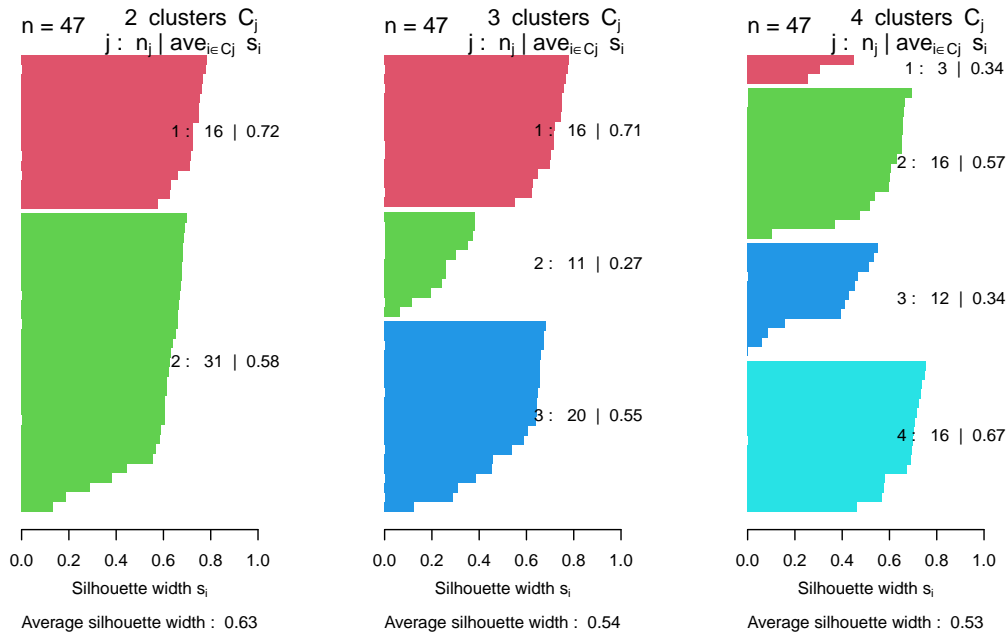 n = 47
2 clusters Cj
j : nj | ave i∈Cj si
1 : 16 | 0.72
2 : 31 | 0.58
0.0 0.2 0.4 0.6 0.8 1.0
Silhouette width si
Average silhouette width : 0.63
n = 47
3 clusters Cj
j : nj | ave i∈Cj si
1 : 16 | 0.71
2 : 11 | 0.27
3 : 20 | 0.55
0.0 0.2 0.4 0.6 0.8 1.0
Silhouette width si
Average silhouette width : 0.54
n = 47
4 clusters Cj
j : nj | ave i∈Cj si
1 : 3 | 0.34
2 : 16 | 0.57
3 : 12 | 0.34
4 : 16 | 0.67
0.0 0.2 0.4 0.6 0.8 1.0
Silhouette width si
Average silhouette width : 0.53